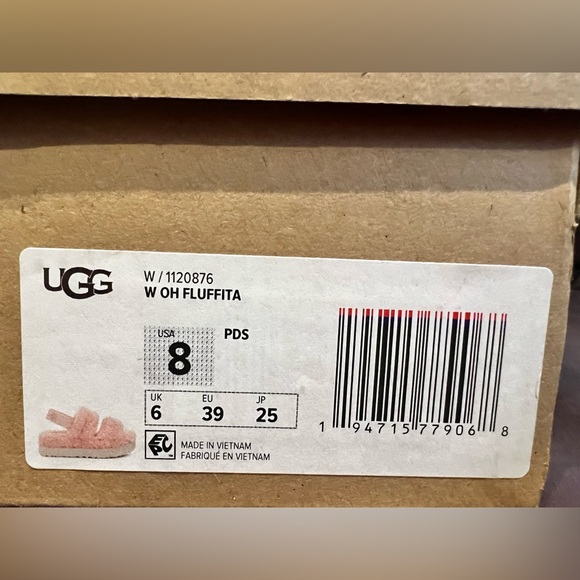 UGG
W / 1120876
W OH FLUFFITA
USA
8
PDS
UK EU JP
6 39 25
MADE IN VIETNAM
FABRIQUÉ EN VIETNAM
1 94715 77906 8